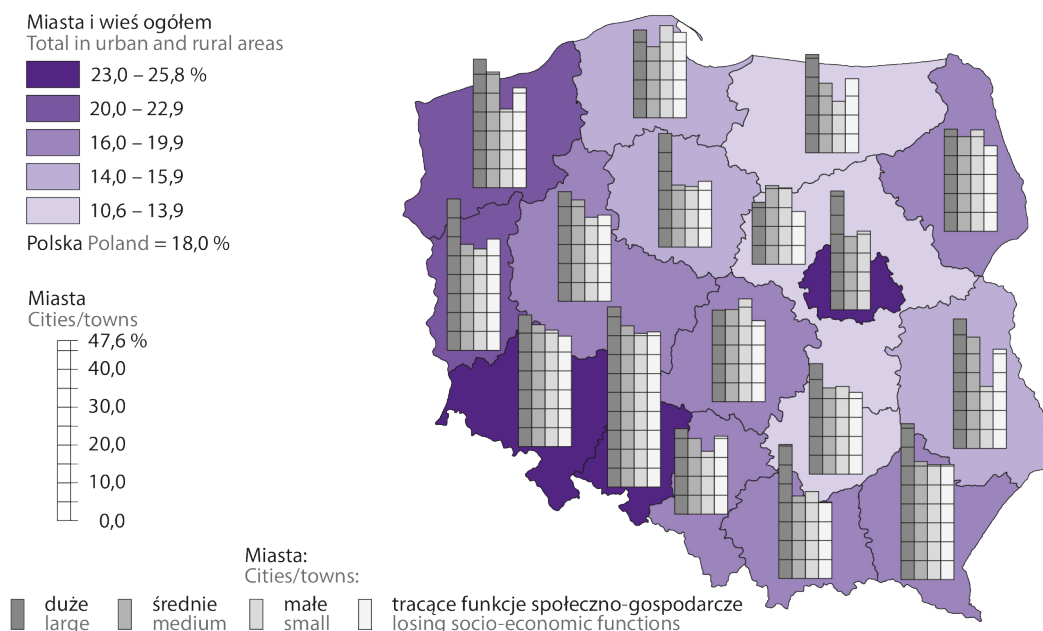 Miasta i wieś ogółem
Total in urban and rural areas
23,0 – 25,8 %
20,0 – 22,9
16,0 – 19,9
14,0 – 15,9
10,6 – 13,9
Polska Poland = 18,0 %
Miasta
Cities/towns
47,6 %
40,0
30,0
20,0
10,0
0,0
Miasta:
Cities/towns:
duże
large
średnie
medium
małe
small
tracące funkcje społeczno-gospodarcze
losing socio-economic functions